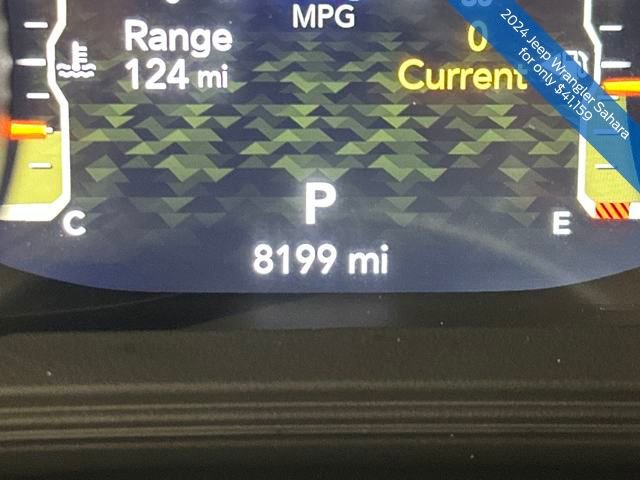 MPG
Range
124 mi
0
Current
2024 Jeep Wrangler Sahara
for only $41,159
P
C
E
8199 mi